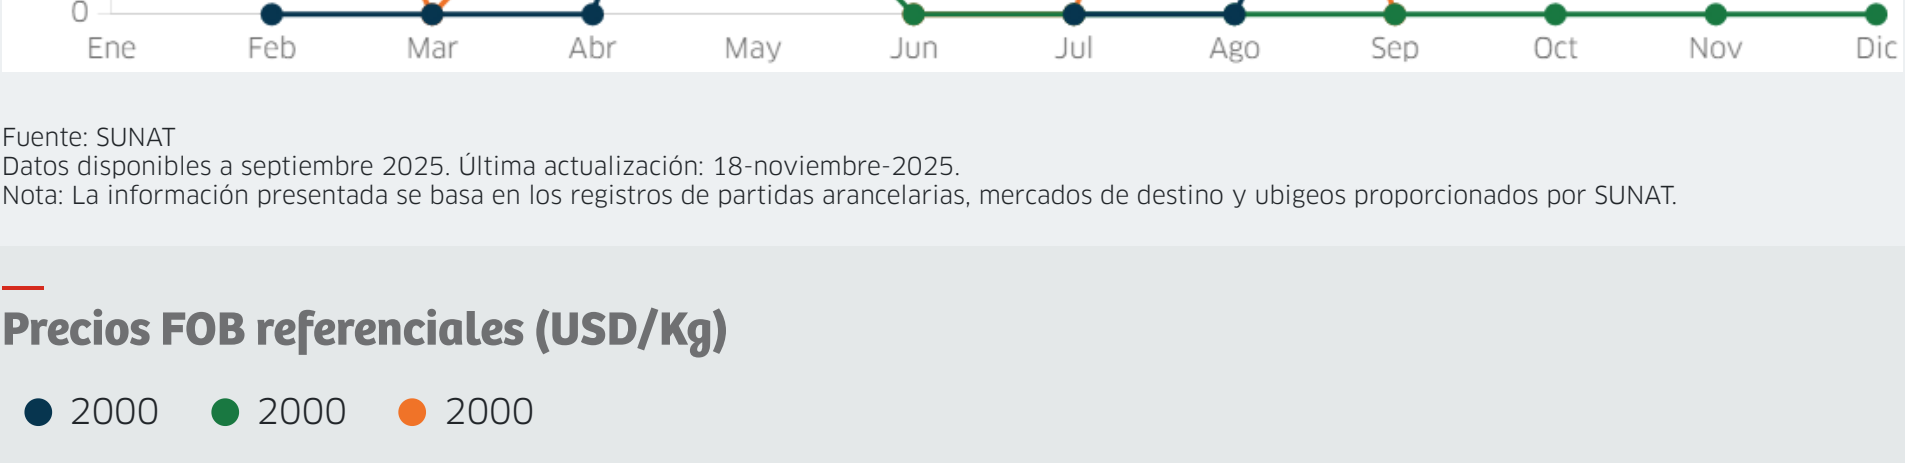 0
Ene Feb Mar Abr May Jun Jul Ago Sep Oct Nov Dic
Fuente: SUNAT
Datos disponibles a septiembre 2025. Última actualización: 18-noviembre-2025.
Nota: La información presentada se basa en los registros de partidas arancelarias, mercados de destino y ubigeos proporcionados por SUNAT.
Precios FOB referenciales (USD/Kg)
2000 2000 2000